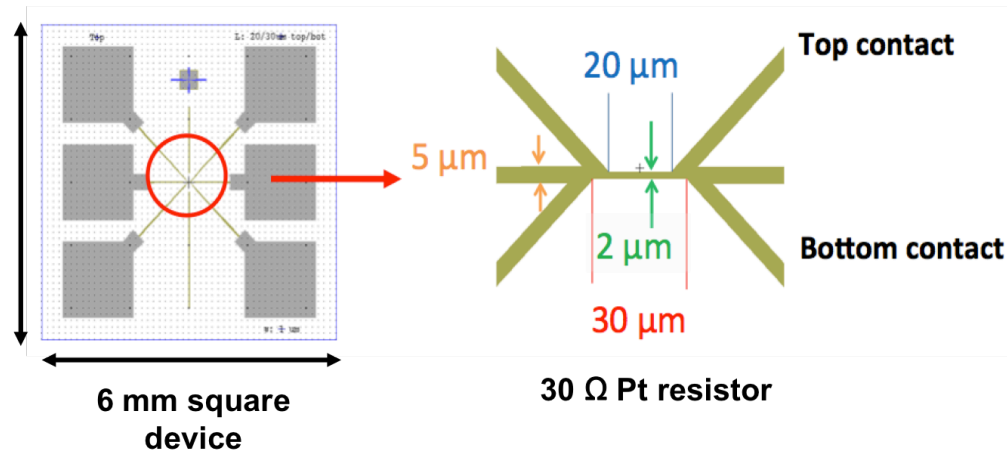 Top
L: 20/30um top/bot
20 μm
Top contact
5 μm
Bottom contact
2 μm
30 μm
6 mm square
device
30 Ω Pt resistor